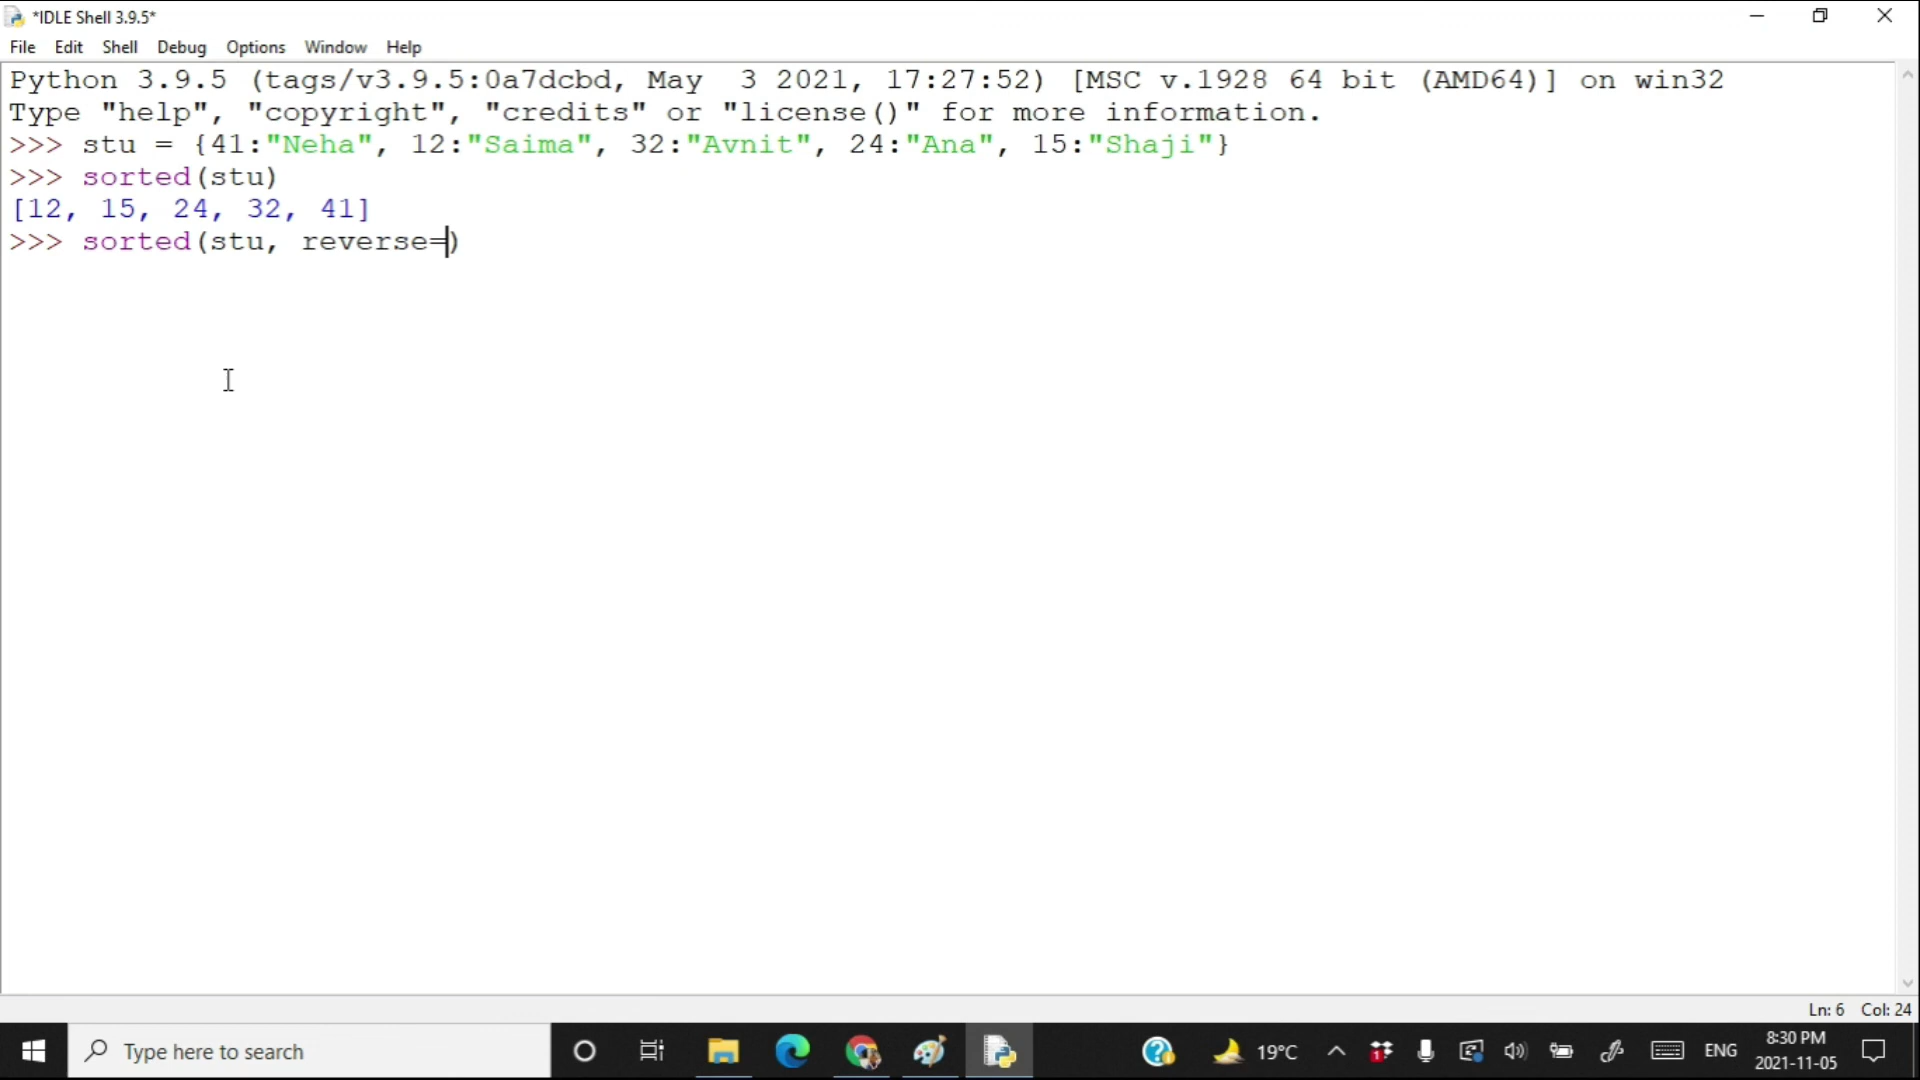 *IDLE Shell 3.9.5*
File Edit Shell Debug Options Window Help
Python 3.9.5 (tags/v3.9.5:0a7dcbd, May  3 2021, 17:27:52) [MSC v.1928 64 bit (AMD64)] on win32
Type "help", "copyright", "credits" or "license()" for more information.
>>> stu = {41:"Neha", 12:"Saima", 32:"Avnit", 24:"Ana", 15:"Shaji"}
>>> sorted(stu)
[12, 15, 24, 32, 41]
>>> sorted(stu, reverse=)
Ln: 6 Col: 24
Type here to search
19°C
ENG
8:30 PM
2021-11-05